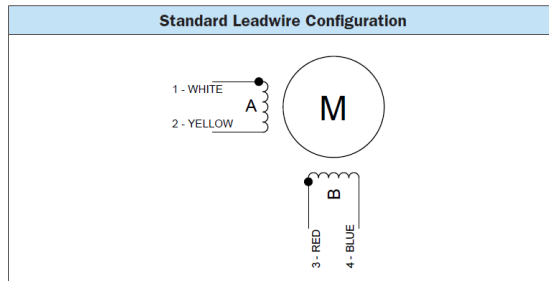 Standard Leadwire Configuration
1 - WHITE
A
M
2 - YELLOW
B
3 - RED
4 - BLUE